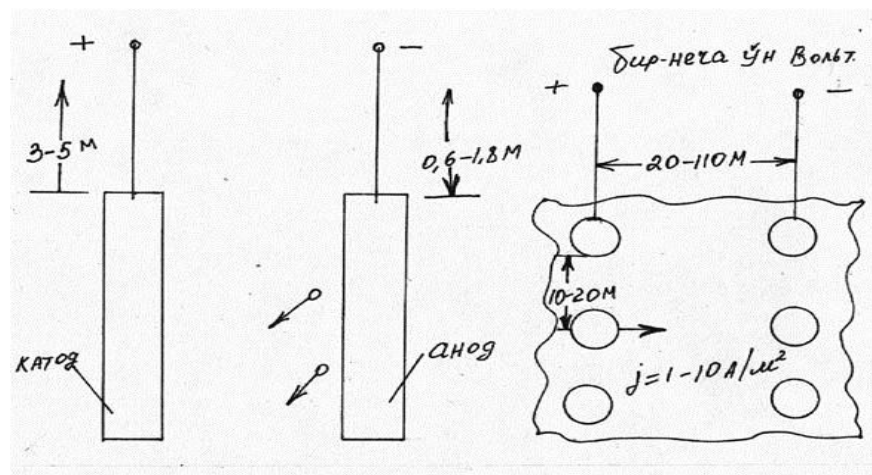 +
−
3-5 м
0,6-1,8 м
катод
анод
бир-неча ўн Вольт.
+
−
20-110 м
10-20 м
j=1-10 А/м²